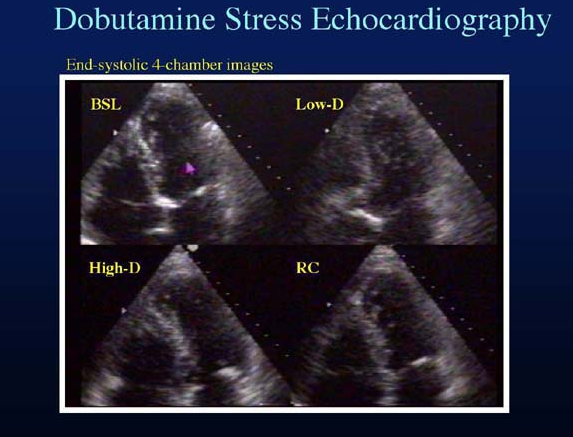 Dobutamine Stress Echocardiography
End-systolic 4-chamber images
BSL
Low-D
High-D
RC